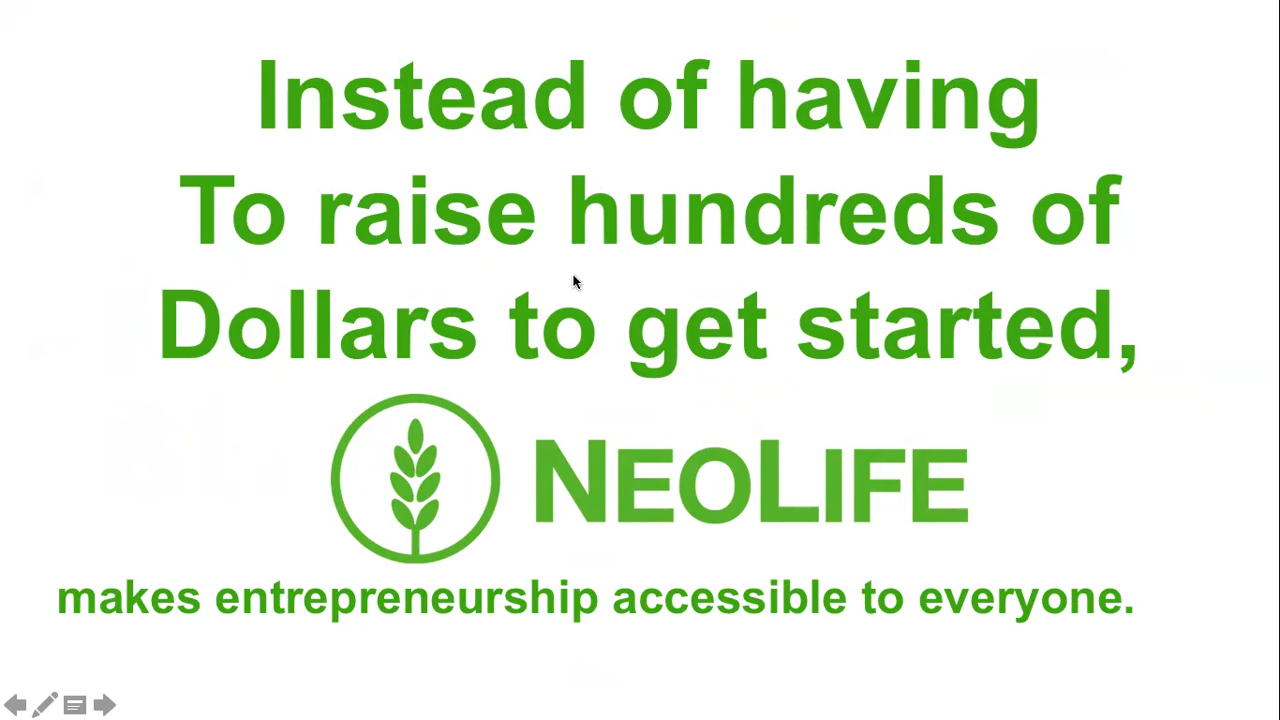 Instead of having
To raise hundreds of
Dollars to get started,
NEOLIFE
makes entrepreneurship accessible to everyone.